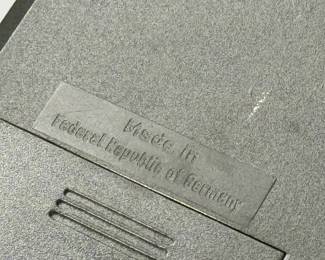 Made in
Federal Republic of Germany